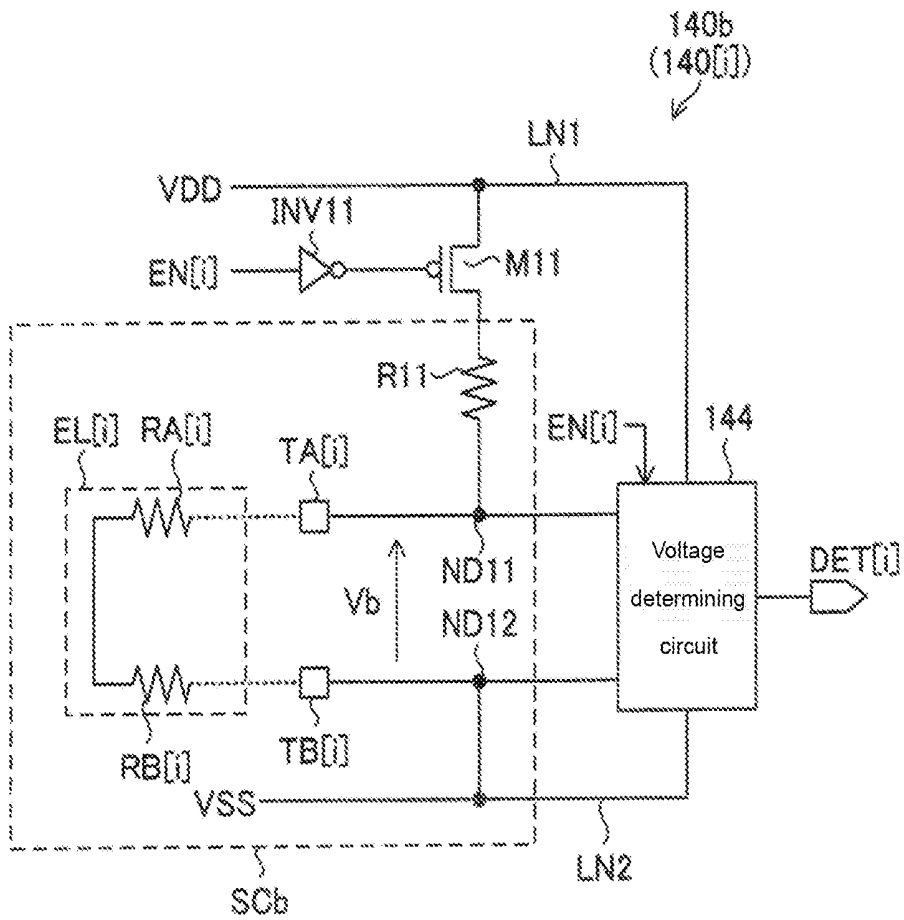 140b
(140[i])
LN1
VDD
INV11
EN[i]
M11
R11
EL[i]
RA[i]
TA[i]
EN[i]
144
ND11
Vb
ND12
Voltage
determining
circuit
DET[i]
RB[i]
TB[i]
VSS
LN2
SCb